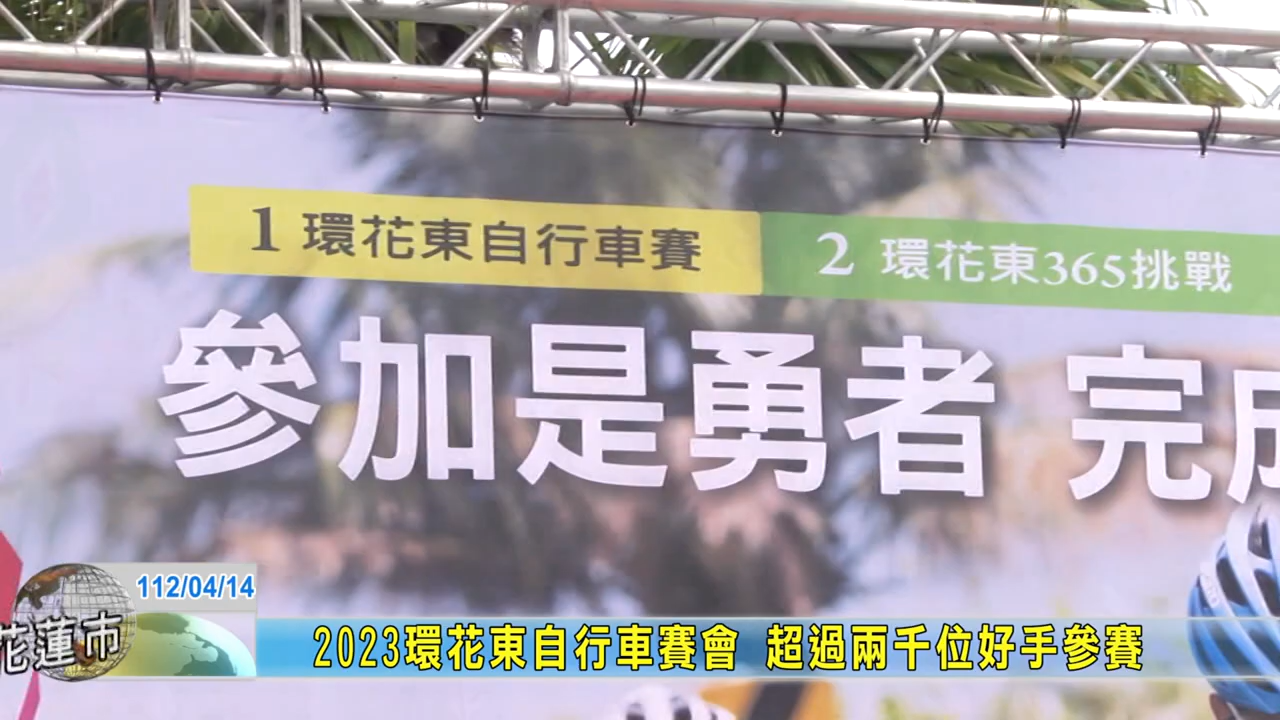 1 環花東自行車賽
2 環花東365挑戰
參加是勇者 完成
112/04/14
花蓮市
2023環花東自行車賽會 超過兩千位好手參賽